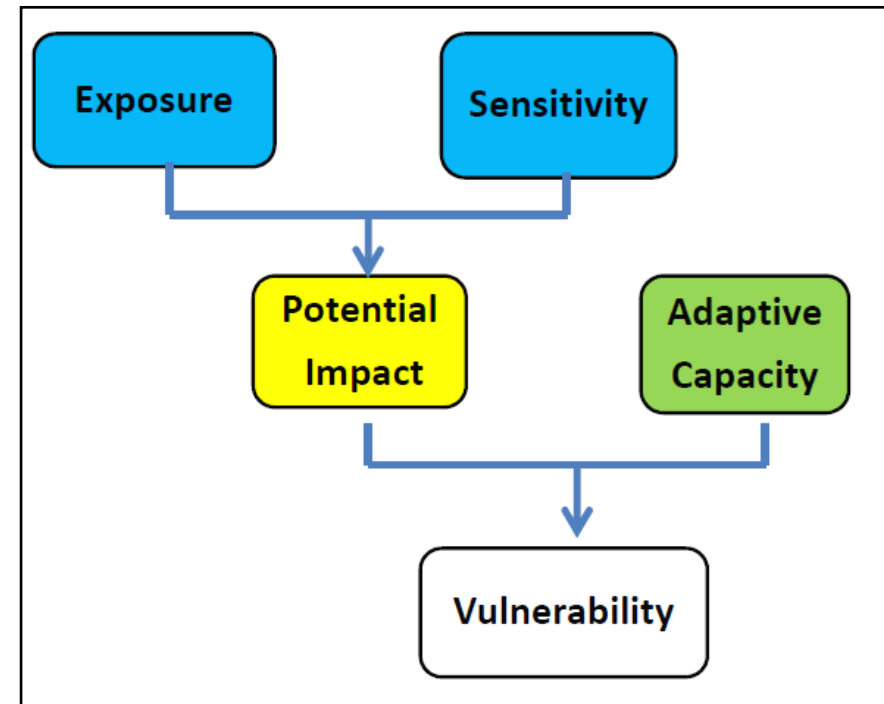 Exposure
Sensitivity
Potential
Impact
Adaptive
Capacity
Vulnerability